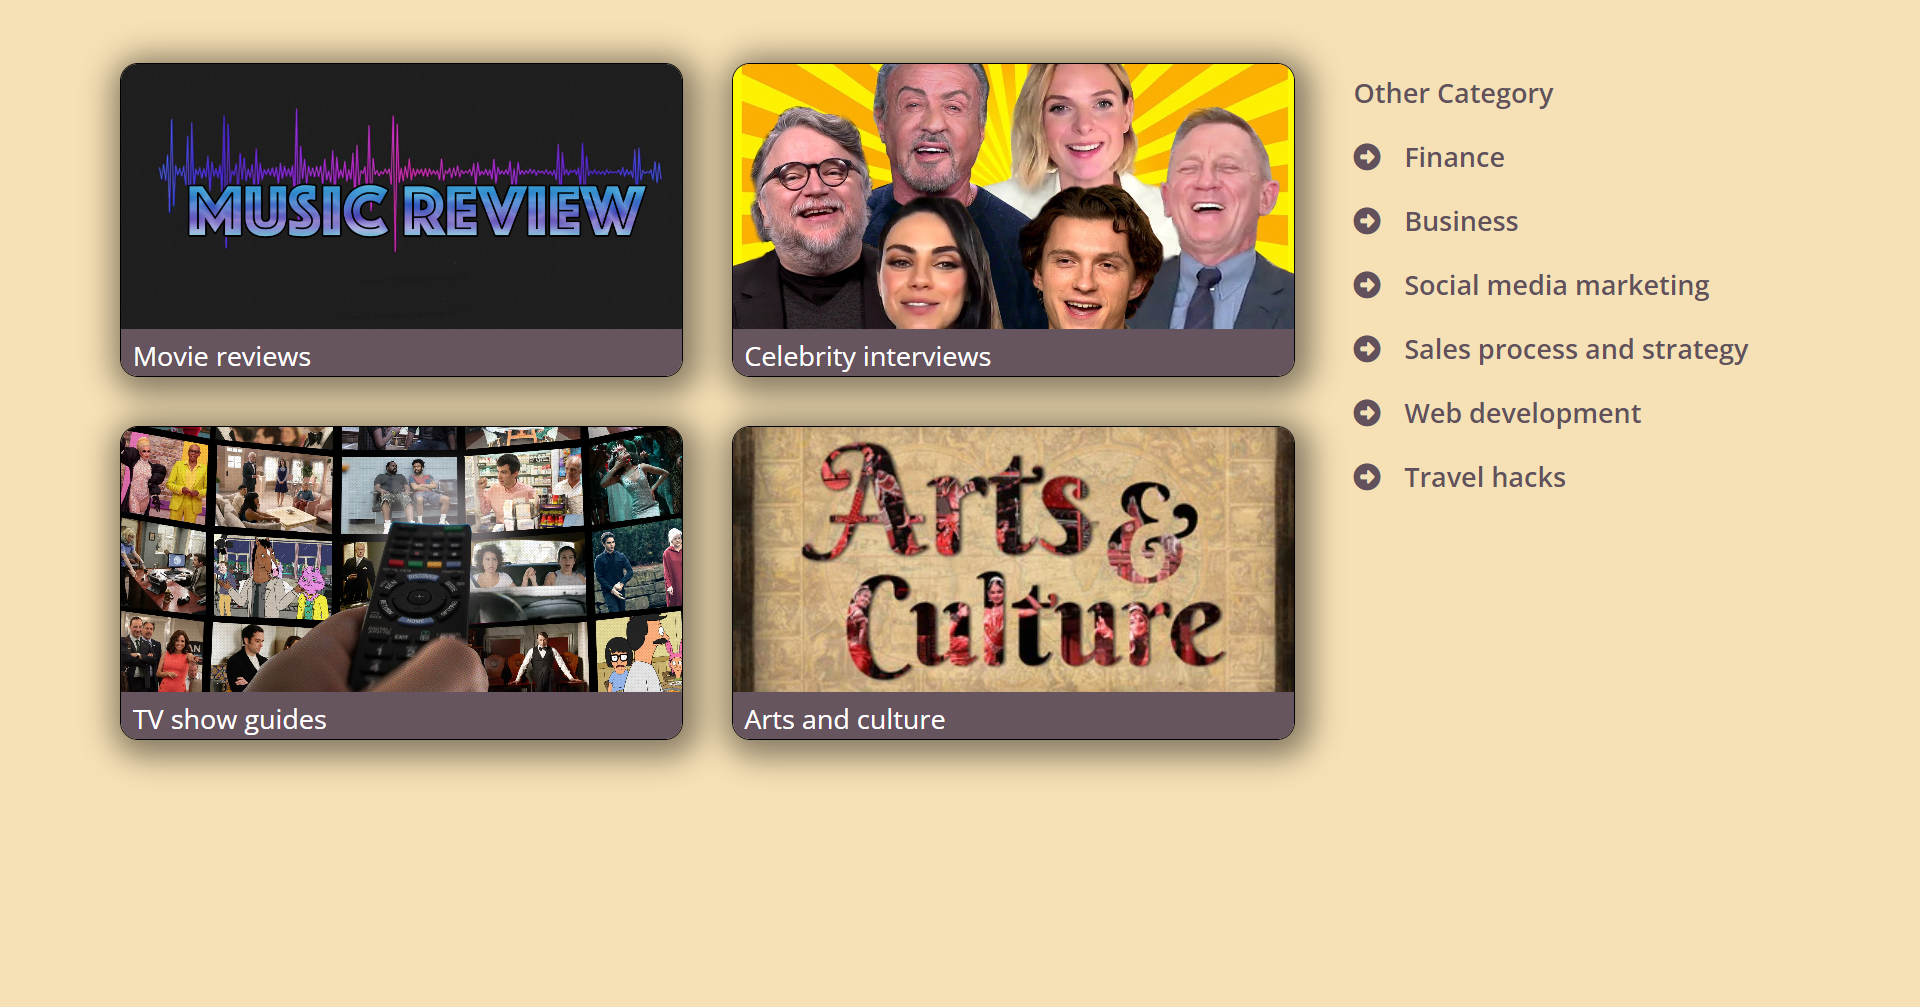 MUSIC REVIEW
Movie reviews
Celebrity interviews
TV show guides
Arts &
Culture
Arts and culture
Other Category
Finance
Business
Social media marketing
Sales process and strategy
Web development
Travel hacks